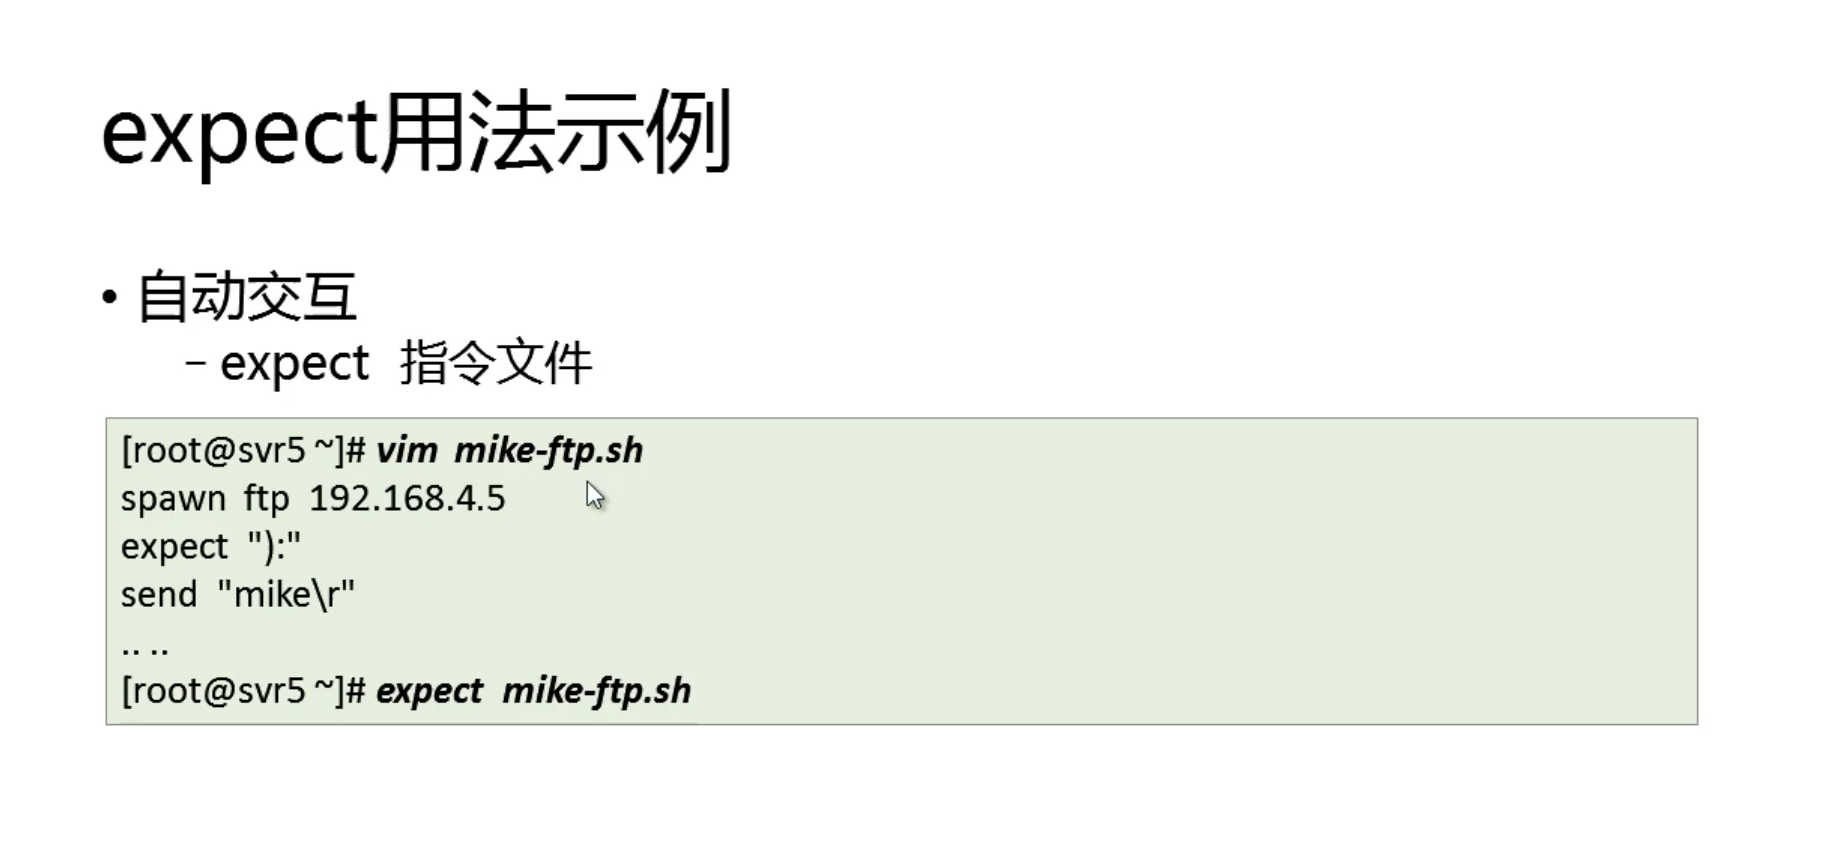 expect用法示例
• 自动交互
– expect 指令文件
[root@svr5 ~]# vim mike-ftp.sh
spawn ftp 192.168.4.5
expect "):"
send "mike\r"
.. ..
[root@svr5 ~]# expect mike-ftp.sh